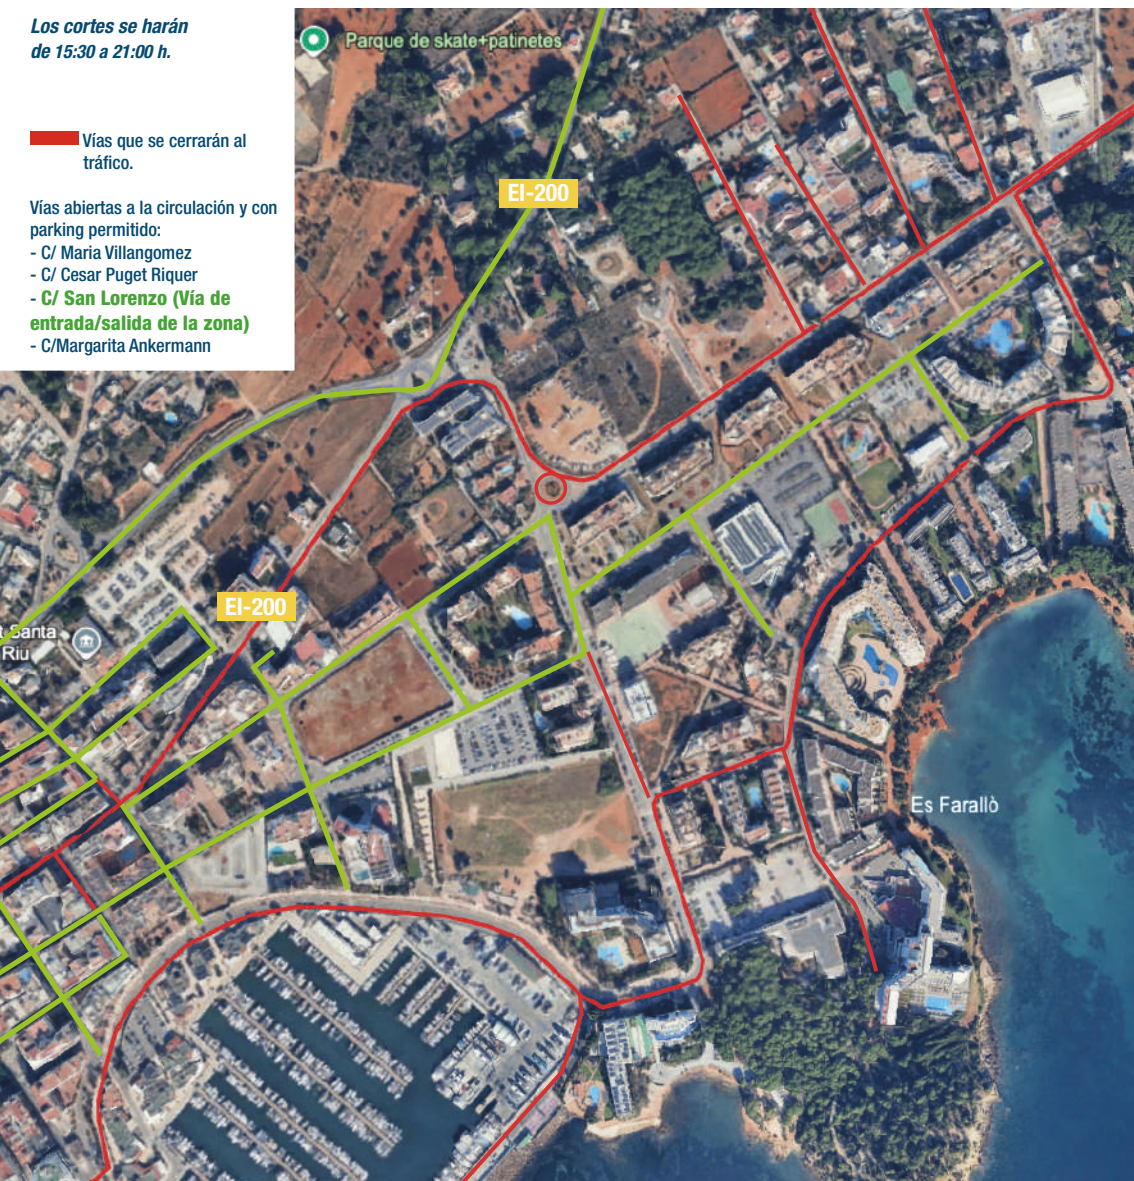 Los cortes se harán
de 15:30 a 21:00 h.
Vías que se cerrarán al
tráfico.
Vías abiertas a la circulación y con
parking permitido:
- C/ Maria Villangomez
- C/ Cesar Puget Riquer
- C/ San Lorenzo (Vía de
entrada/salida de la zona)
- C/Margarita Ankermann
Parque de skate+patinetes
EI-200
EI-200
t Santa
Riu
Es Farallò